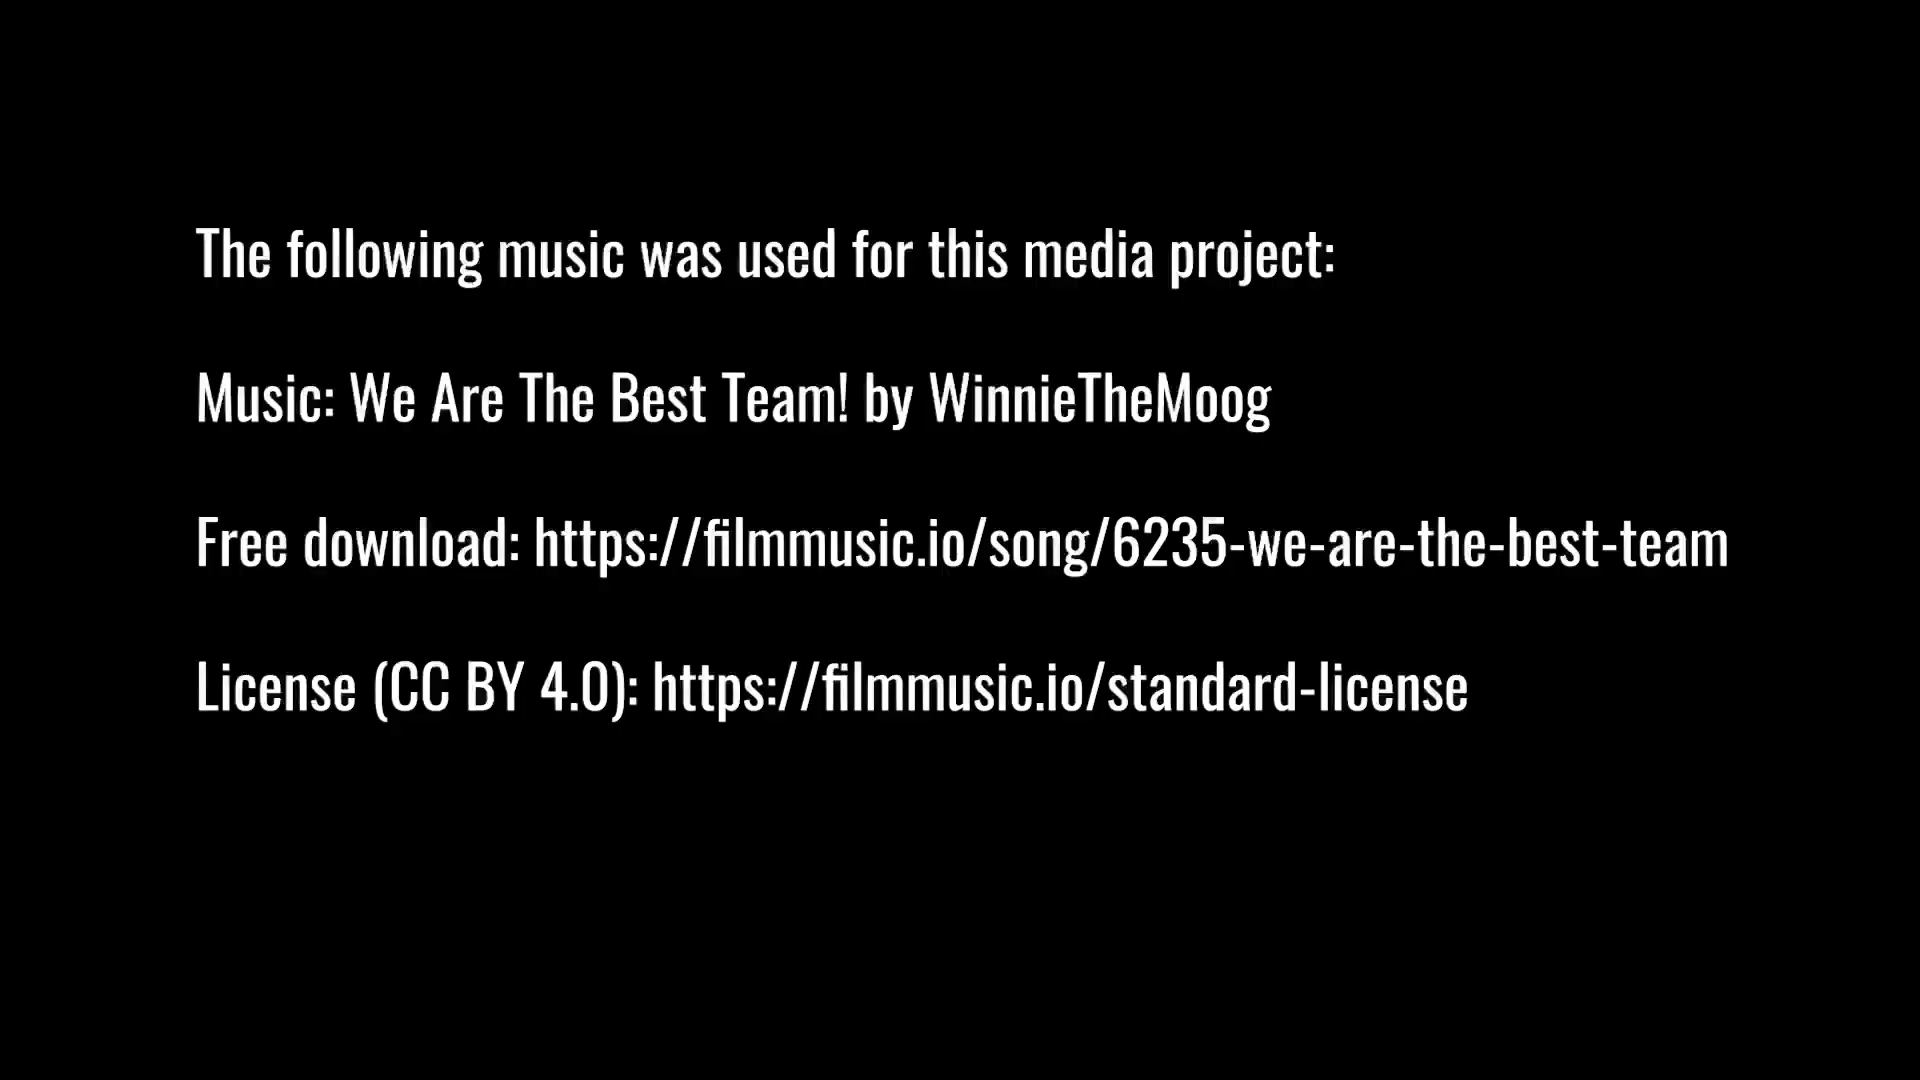 The following music was used for this media project:
Music: We Are The Best Team! by WinnieTheMoog
Free download: https://filmmusic.io/song/6235-we-are-the-best-team
License (CC BY 4.0): https://filmmusic.io/standard-license